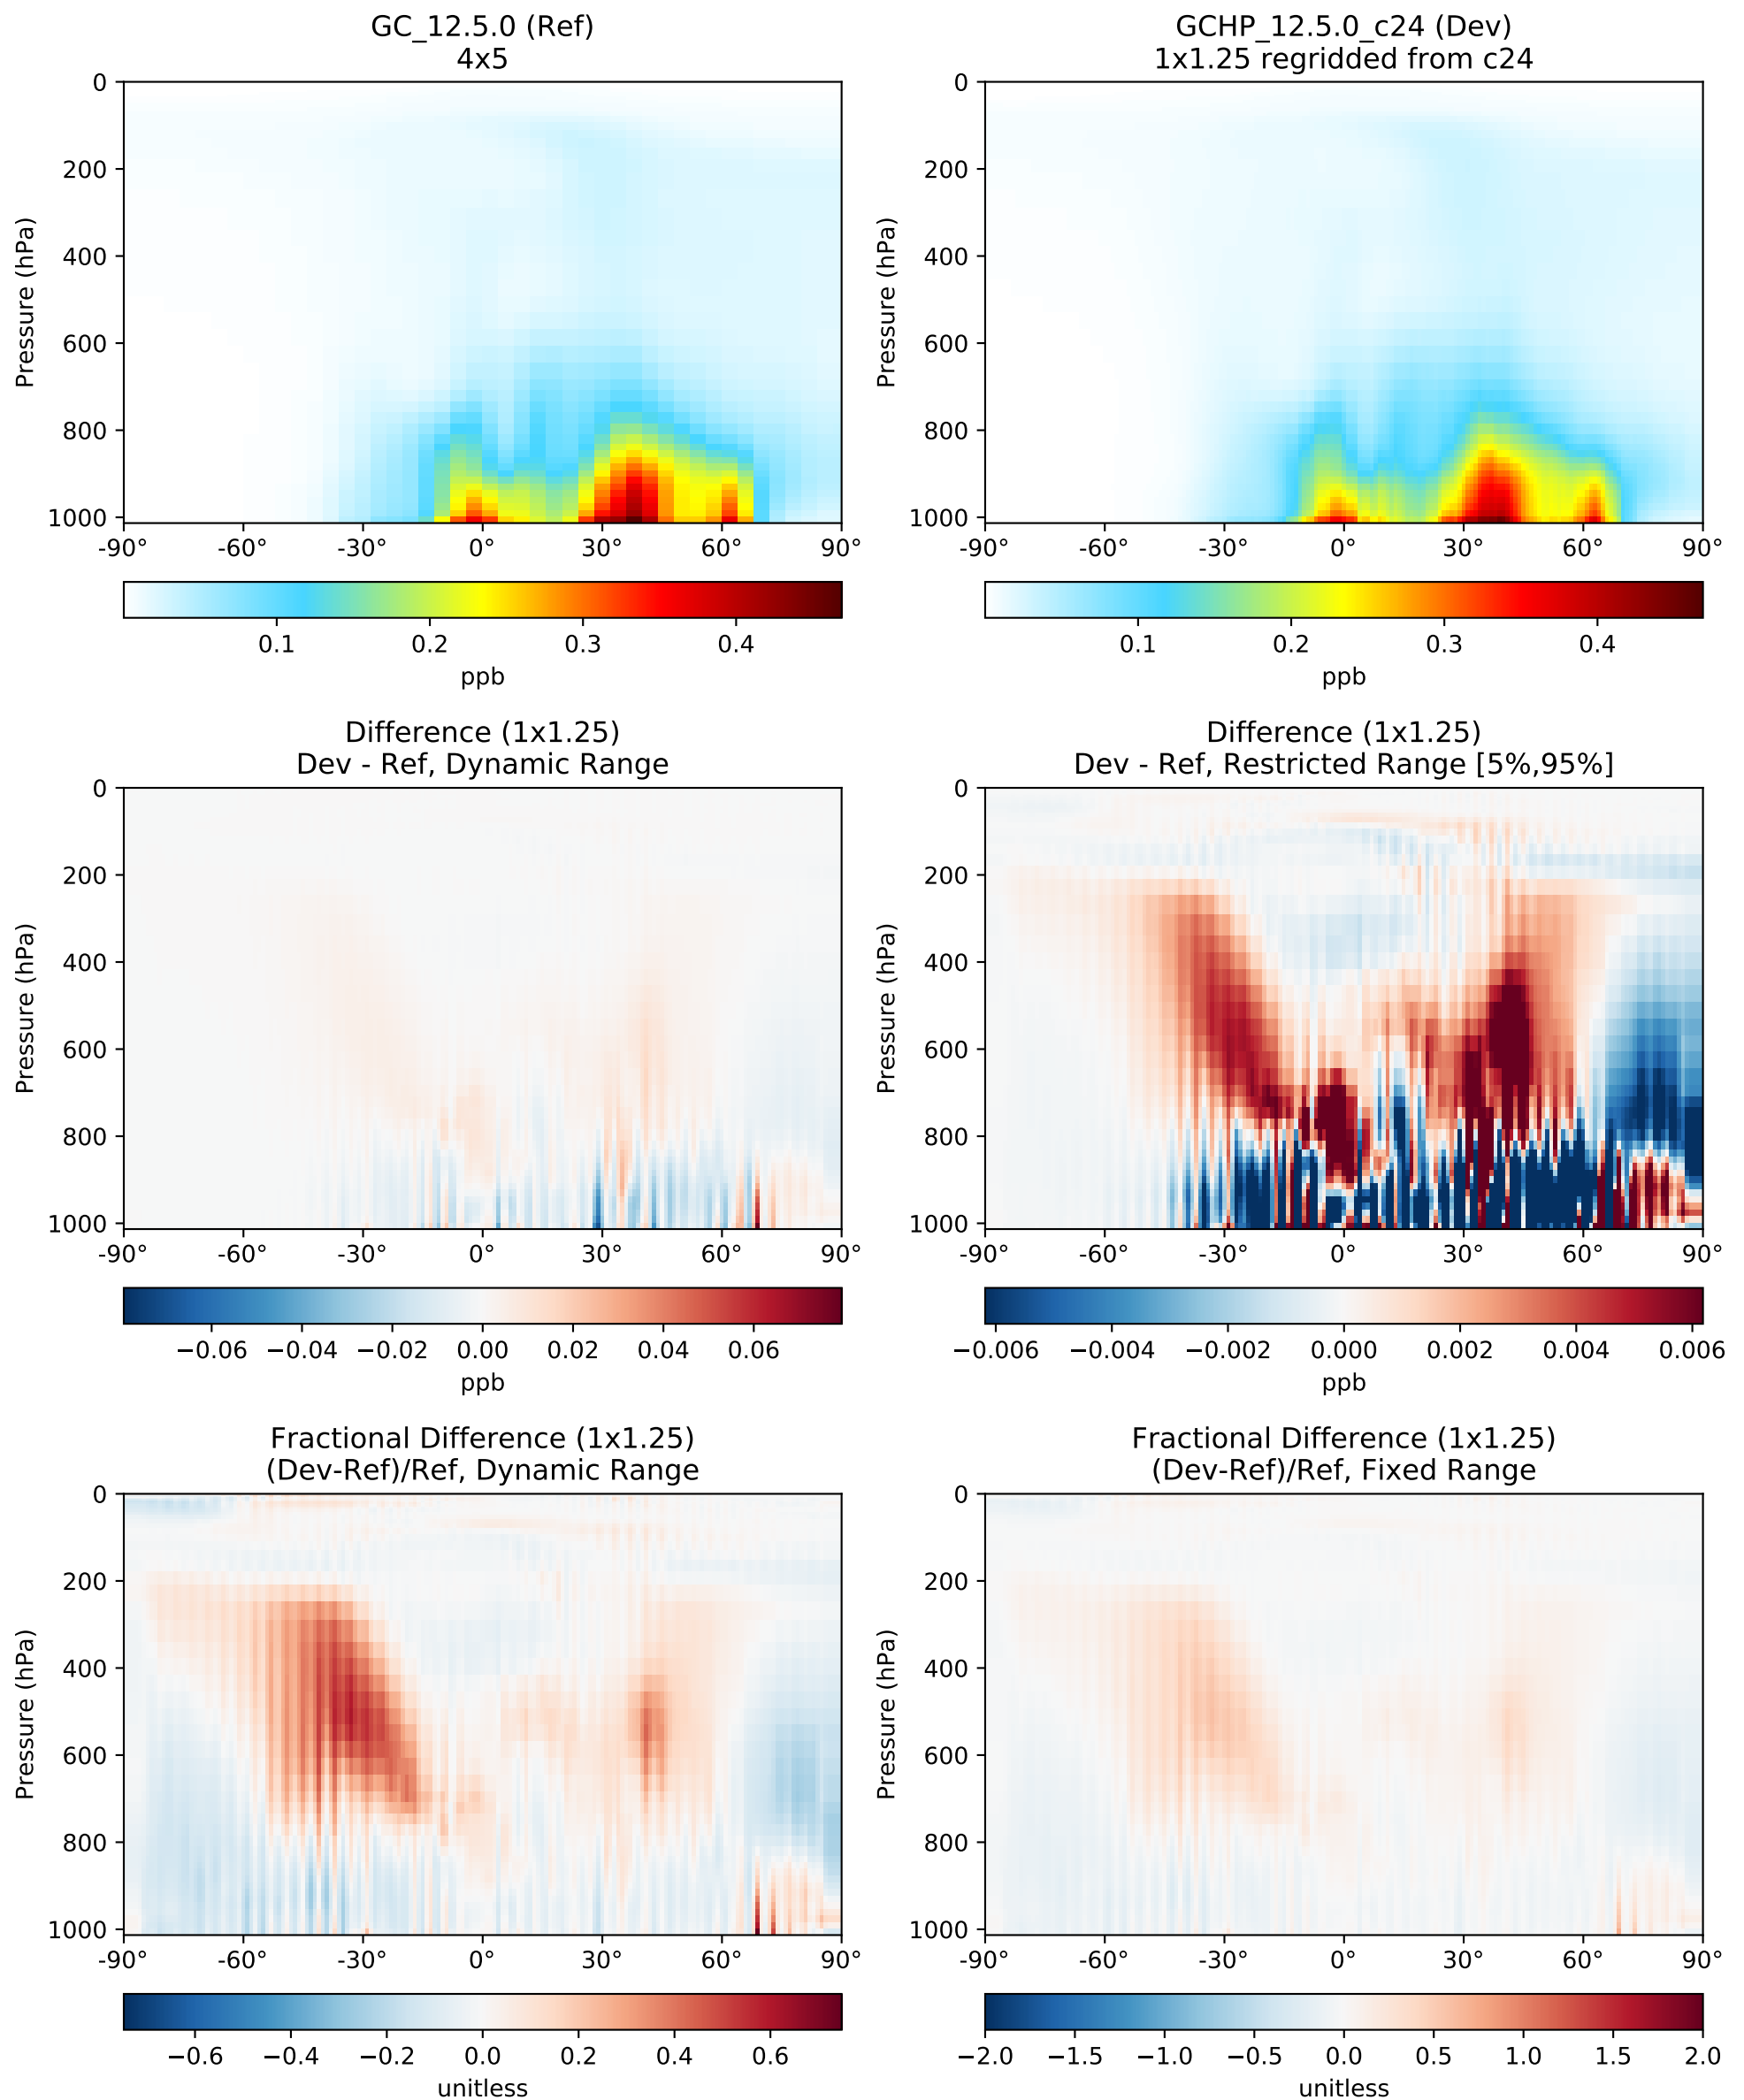 GC_12.5.0 (Ref)
4x5
GCHP_12.5.0_c24 (Dev)
1x1.25 regridded from c24
Pressure (hPa)
0
200
400
600
800
1000
-90° -60° -30° 0° 30° 60° 90°
0.1 0.2 0.3 0.4
ppb
Pressure (hPa)
0
200
400
600
800
1000
-90° -60° -30° 0° 30° 60° 90°
0.1 0.2 0.3 0.4
ppb
Difference (1x1.25)
Dev - Ref, Dynamic Range
Difference (1x1.25)
Dev - Ref, Restricted Range [5%,95%]
Pressure (hPa)
0
200
400
600
800
1000
-90° -60° -30° 0° 30° 60° 90°
−0.06 −0.04 −0.02 0.00 0.02 0.04 0.06
ppb
Pressure (hPa)
0
200
400
600
800
1000
-90° -60° -30° 0° 30° 60° 90°
−0.006 −0.004 −0.002 0.000 0.002 0.004 0.006
ppb
Fractional Difference (1x1.25)
(Dev-Ref)/Ref, Dynamic Range
Fractional Difference (1x1.25)
(Dev-Ref)/Ref, Fixed Range
Pressure (hPa)
0
200
400
600
800
1000
-90° -60° -30° 0° 30° 60° 90°
−0.6 −0.4 −0.2 0.0 0.2 0.4 0.6
unitless
Pressure (hPa)
0
200
400
600
800
1000
-90° -60° -30° 0° 30° 60° 90°
−2.0 −1.5 −1.0 −0.5 0.0 0.5 1.0 1.5 2.0
unitless